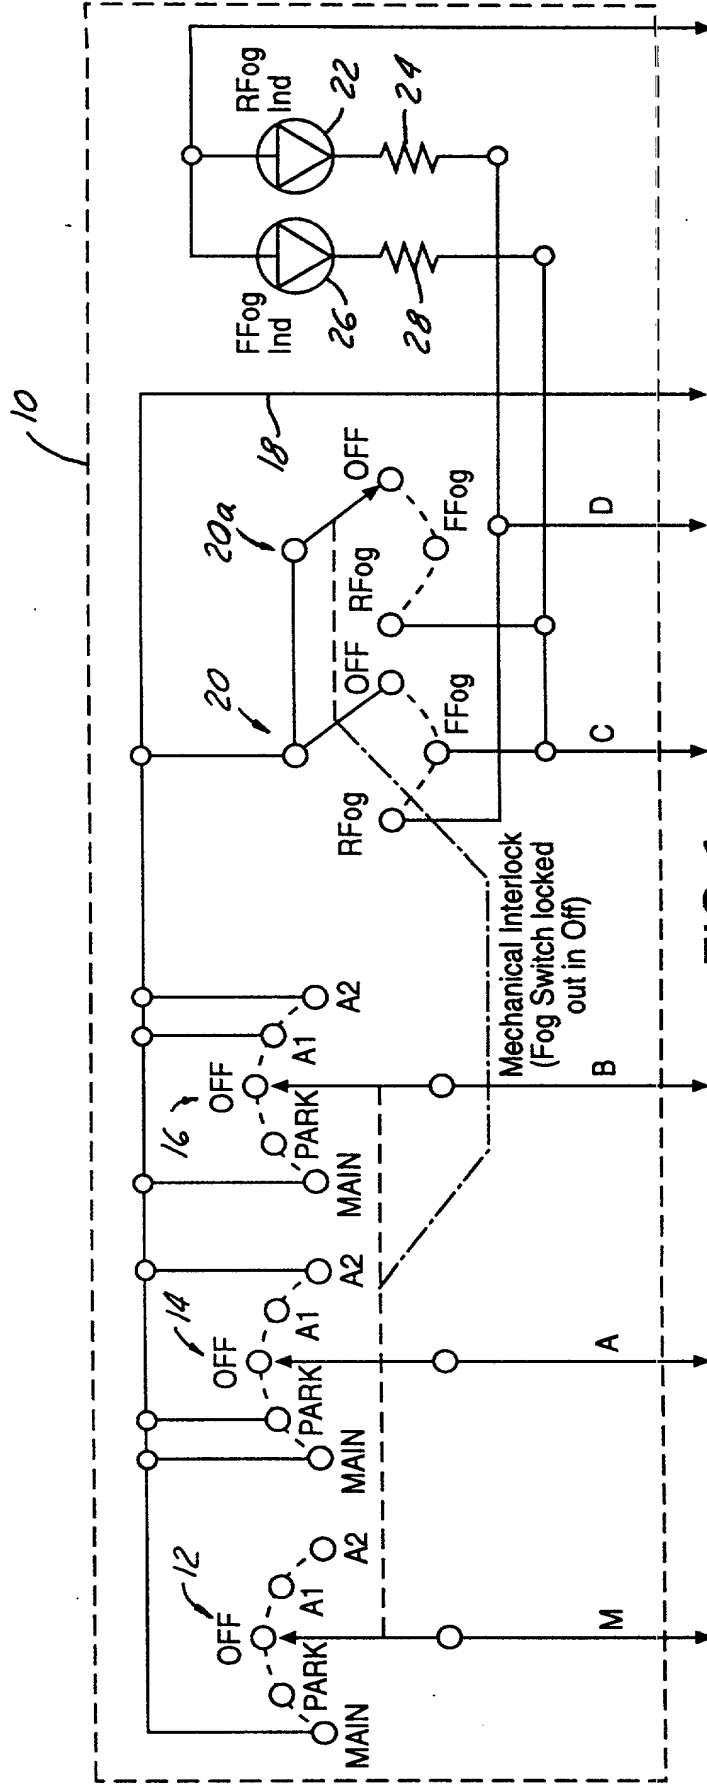 10
12
OFF
PARK
MAIN
A1
A2
M
14
OFF
PARK
MAIN
A1
A2
A
16
OFF
PARK
MAIN
A1
A2
B
Mechanical Interlock
(Fog Switch locked
out in Off)
20
RFog
OFF
FFog
C
20a
RFog
OFF
FFog
D
18
FFog
Ind
26
28
RFog
Ind
22
24